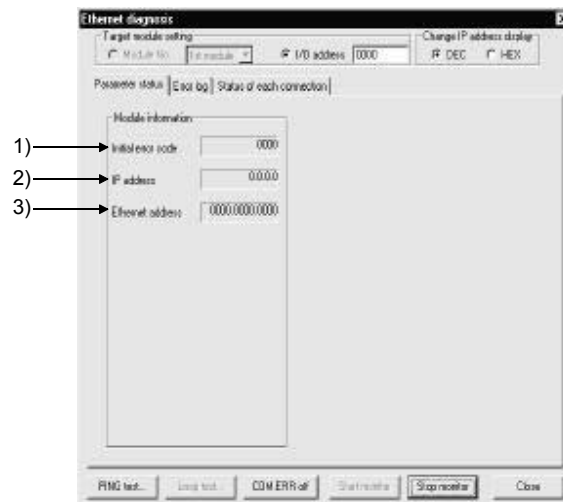 Ethernet diagnosis
Target module setting
Change IP address display
Module No. 1st module
I/O address 0000
DEC HEX
Parameter status Error log Status of each connection
Module information
1) Initial error code 0000
2) IP address 0.0.0.0
3) Ethernet address 0000.0000.0000
PING test... Loop test... COM.ERR off Start monitor Stop monitor Close